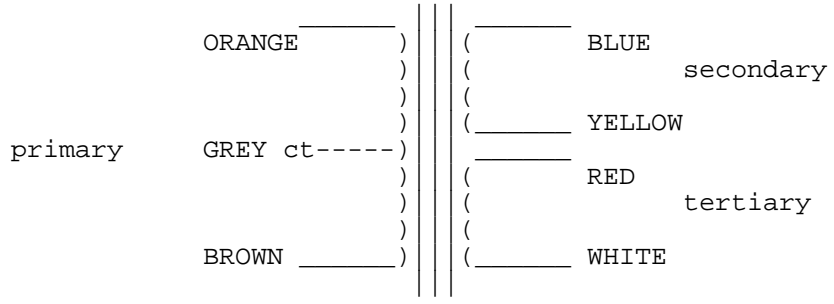 ORANGE BLUE
secondary
YELLOW
primary GREY ct
RED
tertiary
BROWN WHITE